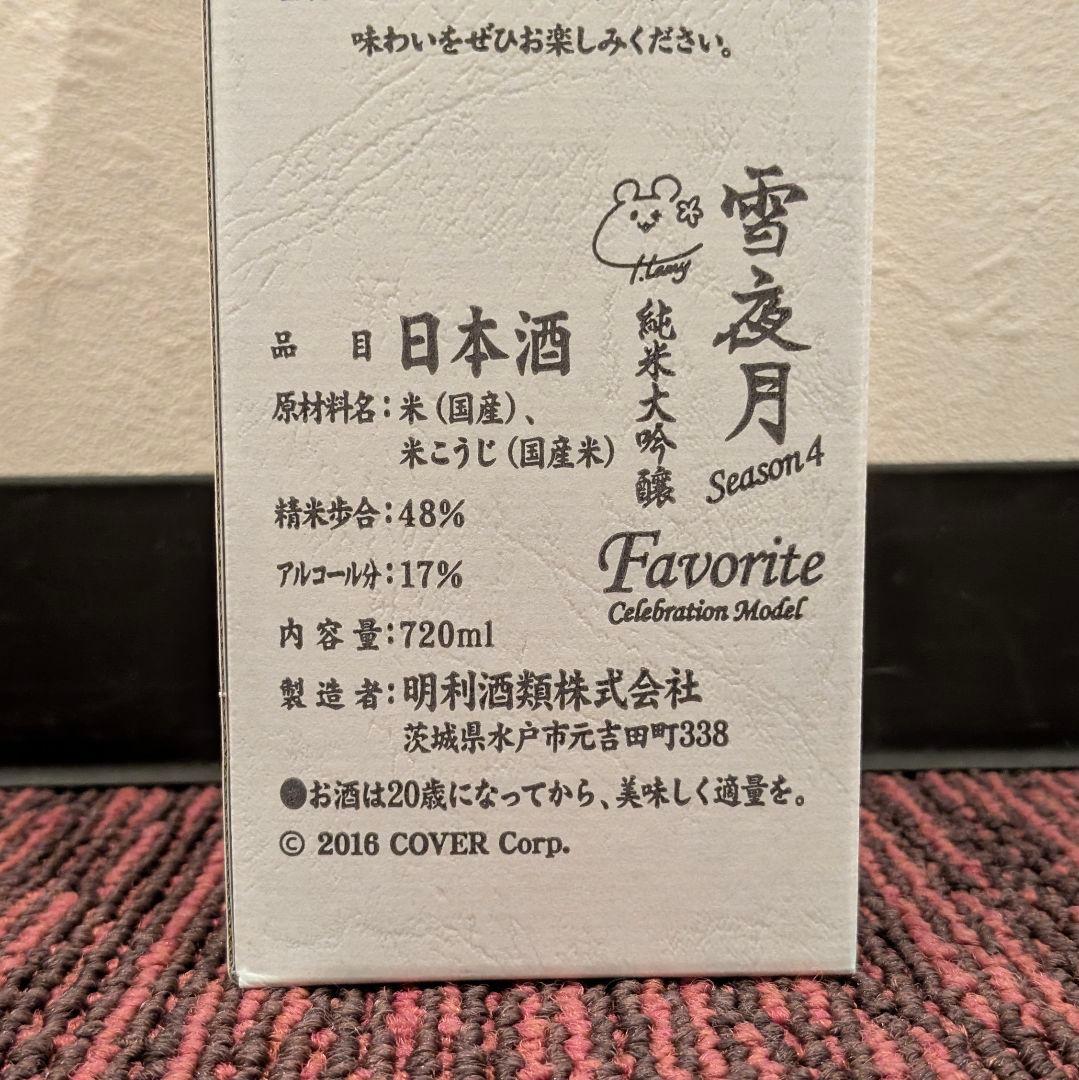 味わいをぜひお楽しみください。
雪夜月
Season4
純米大吟醸
Favorite
Celebration Model
品 目 日本酒
原材料名:米(国産)、
米こうじ(国産米)
精米歩合:48%
アルコール分:17%
内容量:720ml
製造者:明利酒類株式会社
茨城県水戸市元吉田町338
●お酒は20歳になってから、美味しく適量を。
© 2016 COVER Corp.